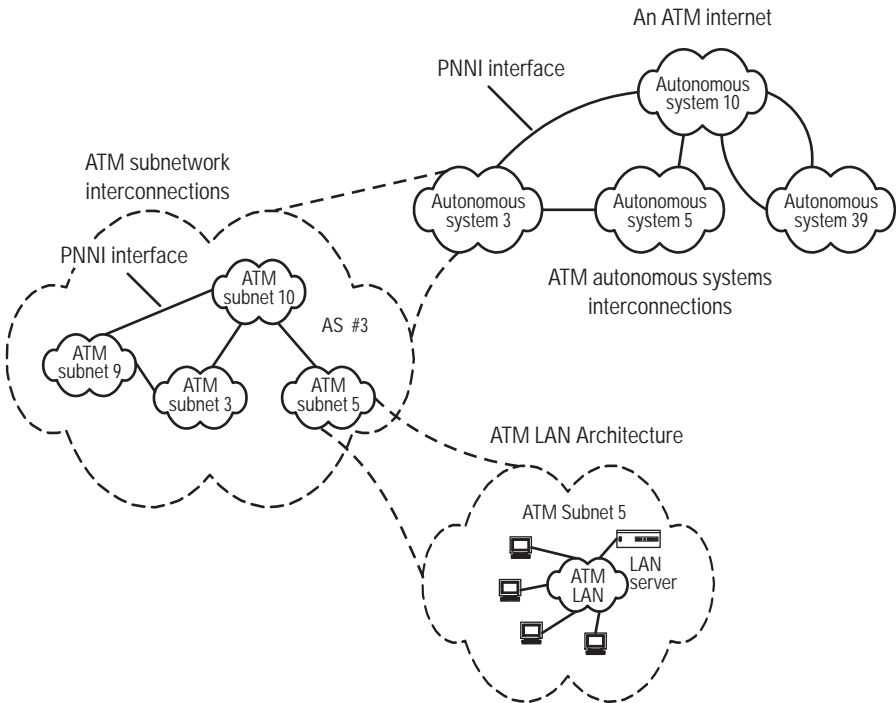 An ATM internet
PNNI interface
Autonomous
system 10
ATM subnetwork
interconnections
Autonomous
system 3
Autonomous
system 5
Autonomous
system 39
PNNI interface
ATM
subnet 10
ATM autonomous systems
interconnections
AS #3
ATM
subnet 9
ATM
subnet 3
ATM
subnet 5
ATM LAN Architecture
ATM Subnet 5
LAN
server
ATM
LAN